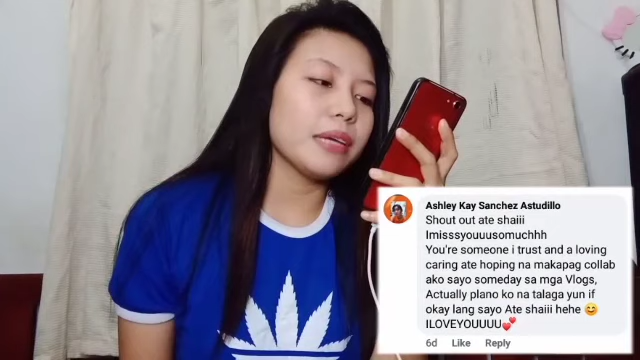 Ashley Kay Sanchez Astudillo
Shout out ate shaiii
Imisssyouuusomuchhh
You're someone i trust and a loving
caring ate hoping na makapag collab
ako sayo someday sa mga Vlogs,
Actually plano ko na talaga yun if
okay lang sayo Ate shaiii hehe 😊
ILOVEYOUUUU💕
6d Like Reply